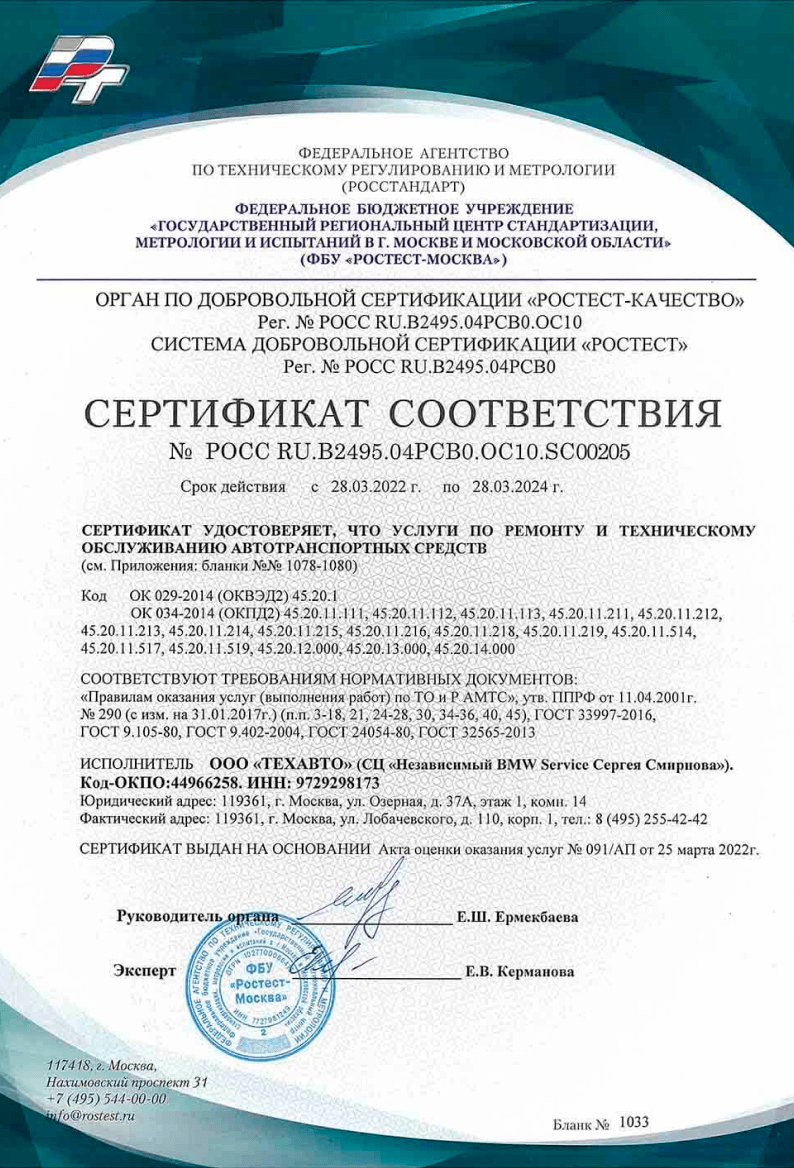 ФЕДЕРАЛЬНОЕ АГЕНТСТВО
ПО ТЕХНИЧЕСКОМУ РЕГУЛИРОВАНИЮ И МЕТРОЛОГИИ
(РОССТАНДАРТ)
ФЕДЕРАЛЬНОЕ БЮДЖЕТНОЕ УЧРЕЖДЕНИЕ
«ГОСУДАРСТВЕННЫЙ РЕГИОНАЛЬНЫЙ ЦЕНТР СТАНДАРТИЗАЦИИ,
МЕТРОЛОГИИ И ИСПЫТАНИЙ В Г. МОСКВЕ И МОСКОВСКОЙ ОБЛАСТИ»
(ФБУ «РОСТЕСТ-МОСКВА»)
ОРГАН ПО ДОБРОВОЛЬНОЙ СЕРТИФИКАЦИИ «РОСТЕСТ-КАЧЕСТВО»
Рег. № РОСС RU.В2495.04РСВ0.ОС10
СИСТЕМА ДОБРОВОЛЬНОЙ СЕРТИФИКАЦИИ «РОСТЕСТ»
Рег. № РОСС RU.В2495.04РСВ0
СЕРТИФИКАТ СООТВЕТСТВИЯ
№ РОСС RU.В2495.04РСВ0.ОС10.SC00205
Срок действия с 28.03.2022 г. по 28.03.2024 г.
СЕРТИФИКАТ УДОСТОВЕРЯЕТ, ЧТО УСЛУГИ ПО РЕМОНТУ И ТЕХНИЧЕСКОМУ
ОБСЛУЖИВАНИЮ АВТОТРАНСПОРТНЫХ СРЕДСТВ
(см. Приложения: бланки №№ 1078-1080)
Код ОК 029-2014 (ОКВЭД2) 45.20.1
ОК 034-2014 (ОКПД2) 45.20.11.111, 45.20.11.112, 45.20.11.113, 45.20.11.211, 45.20.11.212,
45.20.11.213, 45.20.11.214, 45.20.11.215, 45.20.11.216, 45.20.11.218, 45.20.11.219, 45.20.11.514,
45.20.11.517, 45.20.11.519, 45.20.12.000, 45.20.13.000, 45.20.14.000
СООТВЕТСТВУЮТ ТРЕБОВАНИЯМ НОРМАТИВНЫХ ДОКУМЕНТОВ:
«Правилам оказания услуг (выполнения работ) по ТО и Р АМТС», утв. ППРФ от 11.04.2001г.
№ 290 (с изм. на 31.01.2017г.) (п.п. 3-18, 21, 24-28, 30, 34-36, 40, 45), ГОСТ 33997-2016,
ГОСТ 9.105-80, ГОСТ 9.402-2004, ГОСТ 24054-80, ГОСТ 32565-2013
ИСПОЛНИТЕЛЬ ООО «ТЕХАВТО» (СЦ «Независимый BMW Service Сергея Смирнова»).
Код-ОКПО:44966258. ИНН: 9729298173
Юридический адрес: 119361, г. Москва, ул. Озерная, д. 37А, этаж 1, комн. 14
Фактический адрес: 119361, г. Москва, ул. Лобачевского, д. 110, корп. 1, тел.: 8 (495) 255-42-42
СЕРТИФИКАТ ВЫДАН НА ОСНОВАНИИ Акта оценки оказания услуг № 091/АП от 25 марта 2022г.
Руководитель органа Е.Ш. Ермекбаева
Эксперт Е.В. Керманова
ФБУ
«Ростест-
Москва»
2
117418, г. Москва,
Нахимовский проспект 31
+7 (495) 544-00-00
info@rostest.ru
Бланк № 1033